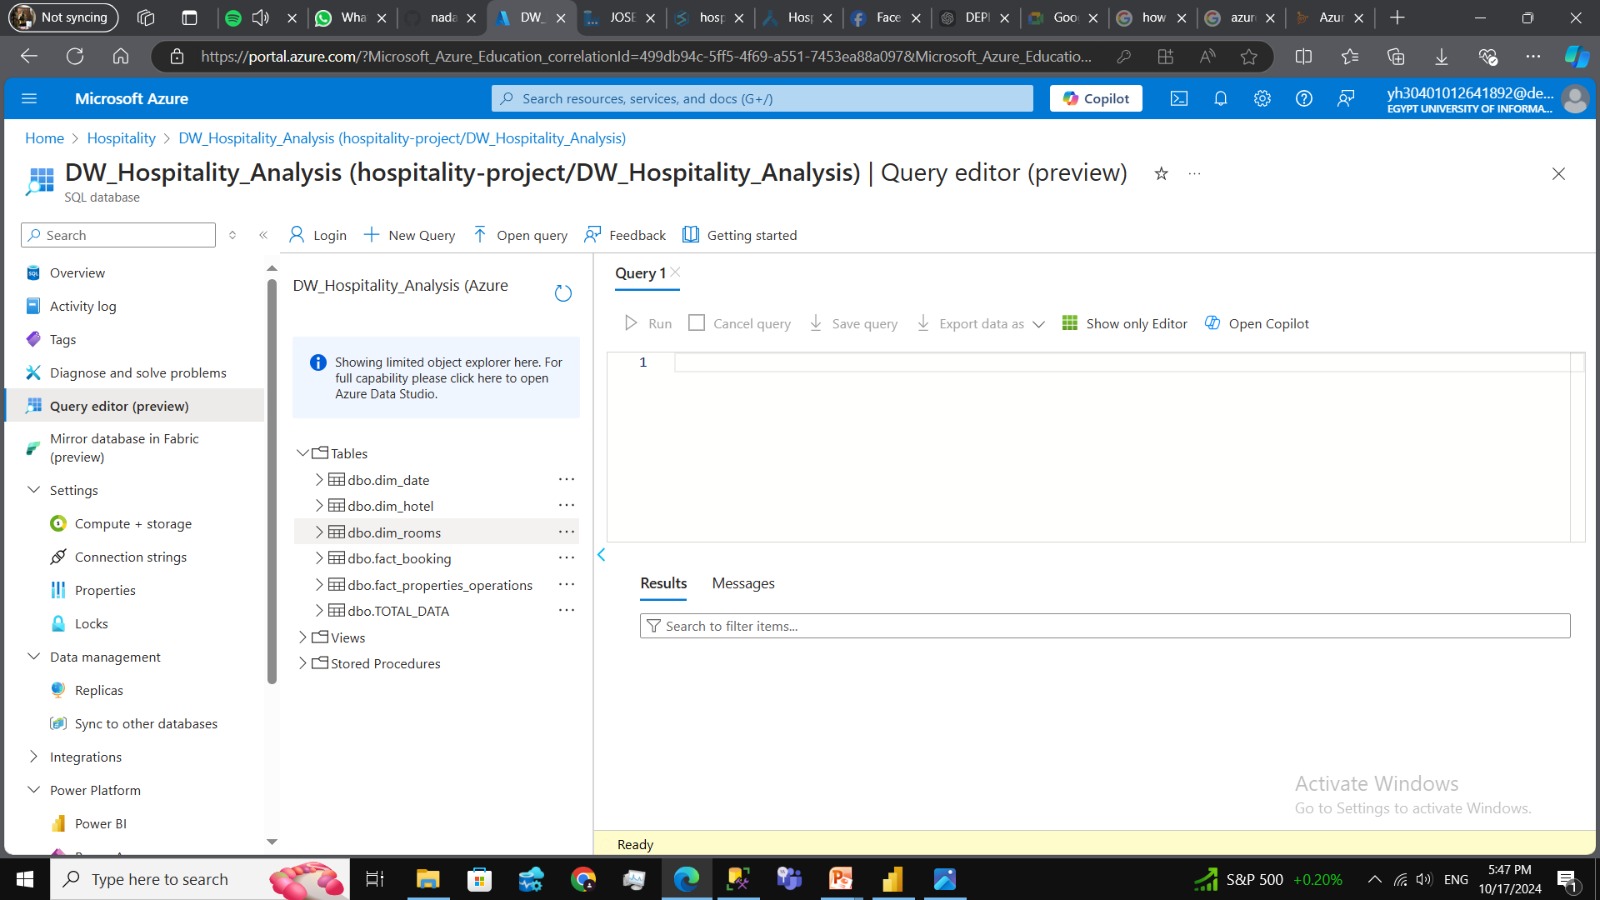 Not syncing
Wha
nada
DW_
JOSE
hosp
Hosp
Face
DEPI
Goo
how
azur
Azur
https://portal.azure.com/?Microsoft_Azure_Education_correlationId=499db94c-5ff5-4f69-a551-7453ea88a097&Microsoft_Azure_Educatio...
Microsoft Azure
Search resources, services, and docs (G+/)
Copilot
yh30401012641892@de...
EGYPT UNIVERSITY OF INFORMA...
Home > Hospitality > DW_Hospitality_Analysis (hospitality-project/DW_Hospitality_Analysis)
DW_Hospitality_Analysis (hospitality-project/DW_Hospitality_Analysis) | Query editor (preview)
SQL database
Search
Login
New Query
Open query
Feedback
Getting started
Overview
Activity log
Tags
Diagnose and solve problems
Query editor (preview)
Mirror database in Fabric
(preview)
Settings
Compute + storage
Connection strings
Properties
Locks
Data management
Replicas
Sync to other databases
Integrations
Power Platform
Power BI
DW_Hospitality_Analysis (Azure
Showing limited object explorer here. For
full capability please click here to open
Azure Data Studio.
Tables
dbo.dim_date
dbo.dim_hotel
dbo.dim_rooms
dbo.fact_booking
dbo.fact_properties_operations
dbo.TOTAL_DATA
Views
Stored Procedures
Query 1
Run
Cancel query
Save query
Export data as
Show only Editor
Open Copilot
1
Results
Messages
Search to filter items...
Activate Windows
Go to Settings to activate Windows.
Ready
Type here to search
S&P 500 +0.20%
ENG
5:47 PM
10/17/2024
1